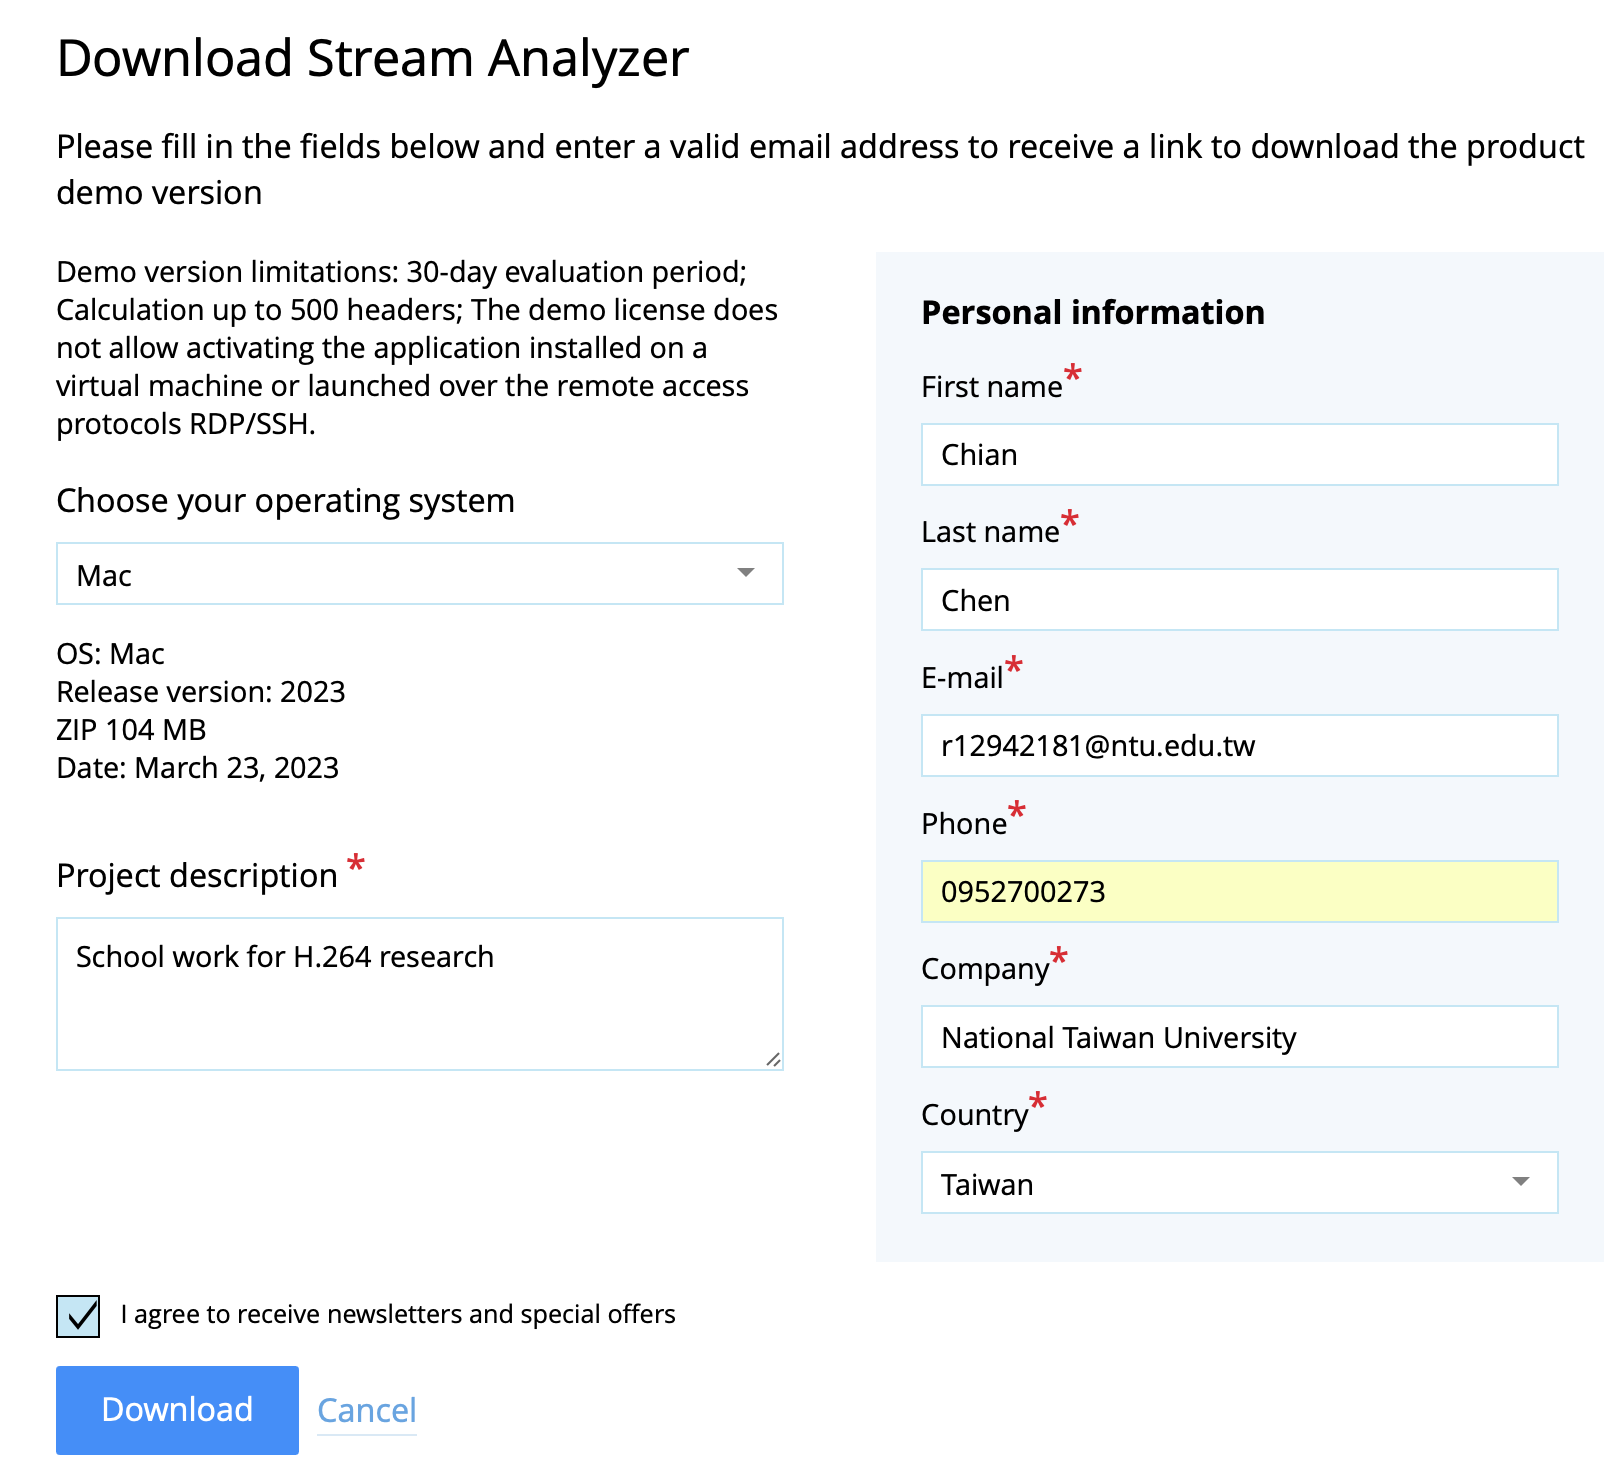 Download Stream Analyzer
Please fill in the fields below and enter a valid email address to receive a link to download the product
demo version
Demo version limitations: 30-day evaluation period;
Calculation up to 500 headers; The demo license does
not allow activating the application installed on a
virtual machine or launched over the remote access
protocols RDP/SSH.
Choose your operating system
Mac
OS: Mac
Release version: 2023
ZIP 104 MB
Date: March 23, 2023
Project description *
School work for H.264 research
Personal information
First name*
Chian
Last name*
Chen
E-mail*
r12942181@ntu.edu.tw
Phone*
0952700273
Company*
National Taiwan University
Country*
Taiwan
I agree to receive newsletters and special offers
Download Cancel